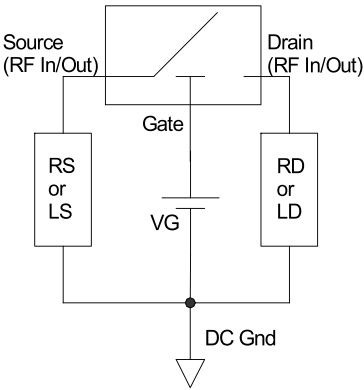 Source
(RF In/Out)
Drain
(RF In/Out)
Gate
RS
or
LS
VG
RD
or
LD
DC Gnd